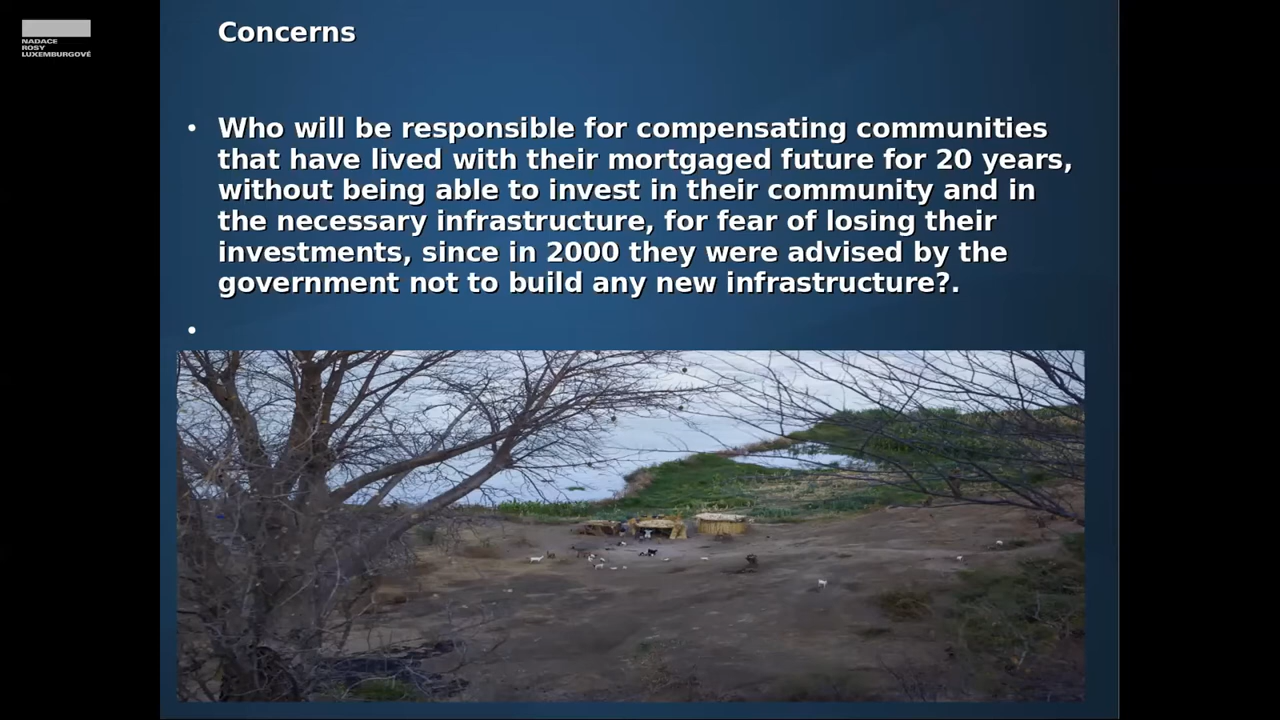 NADACE
ROSY
LUXEMBURGOVÉ
Concerns
• Who will be responsible for compensating communities
that have lived with their mortgaged future for 20 years,
without being able to invest in their community and in
the necessary infrastructure, for fear of losing their
investments, since in 2000 they were advised by the
government not to build any new infrastructure?.
•